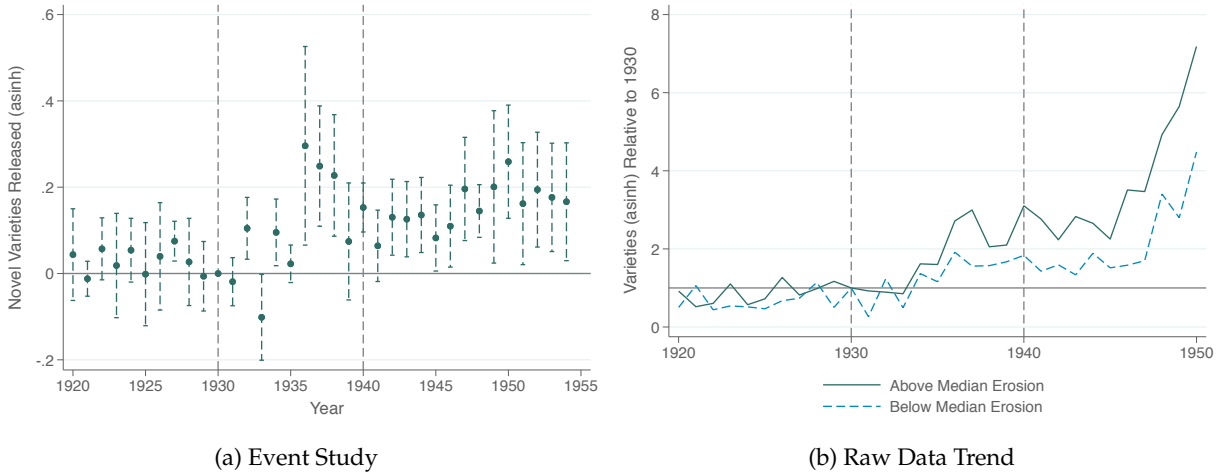 Novel Varieties Released (asinh)
.6
.4
.2
0
-.2
1920 1925 1930 1935 1940 1945 1950 1955
Year
(a) Event Study
Varieties (asinh) Relative to 1930
8
6
4
2
0
1920 1930 1940 1950
Above Median Erosion
Below Median Erosion
(b) Raw Data Trend